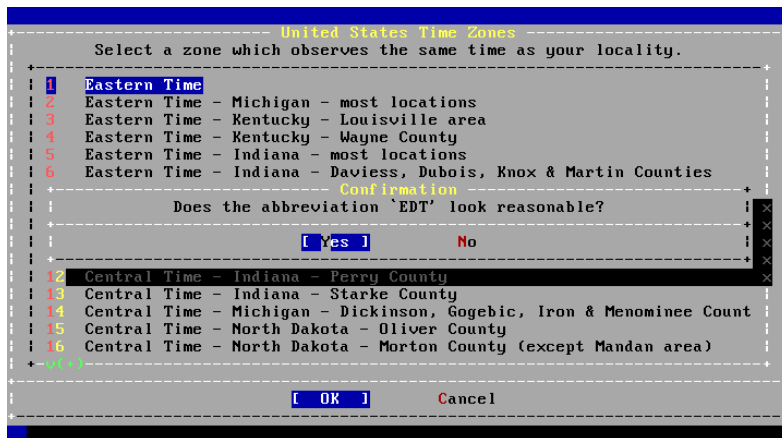 United States Time Zones
Select a zone which observes the same time as your locality.
1 Eastern Time
2 Eastern Time - Michigan - most locations
3 Eastern Time - Kentucky - Louisville area
4 Eastern Time - Kentucky - Wayne County
5 Eastern Time - Indiana - most locations
6 Eastern Time - Indiana - Daviess, Dubois, Knox & Martin Counties
Confirmation
Does the abbreviation `EDT' look reasonable?
[ Yes ] No
12 Central Time - Indiana - Perry County
13 Central Time - Indiana - Starke County
14 Central Time - Michigan - Dickinson, Gogebic, Iron & Menominee Count
15 Central Time - North Dakota - Oliver County
16 Central Time - North Dakota - Morton County (except Mandan area)
v(+)
[ OK ] Cancel